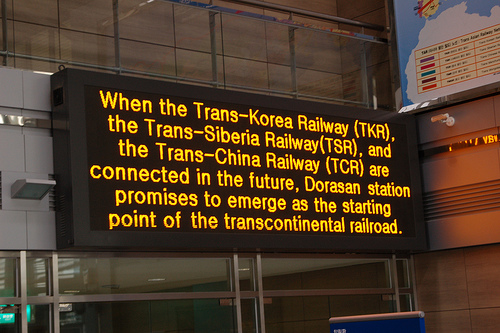 When the Trans-Korea Railway (TKR),
the Trans-Siberia Railway(TSR), and
the Trans-China Railway (TCR) are
connected in the future, Dorasan station
promises to emerge as the starting
point of the transcontinental railroad.